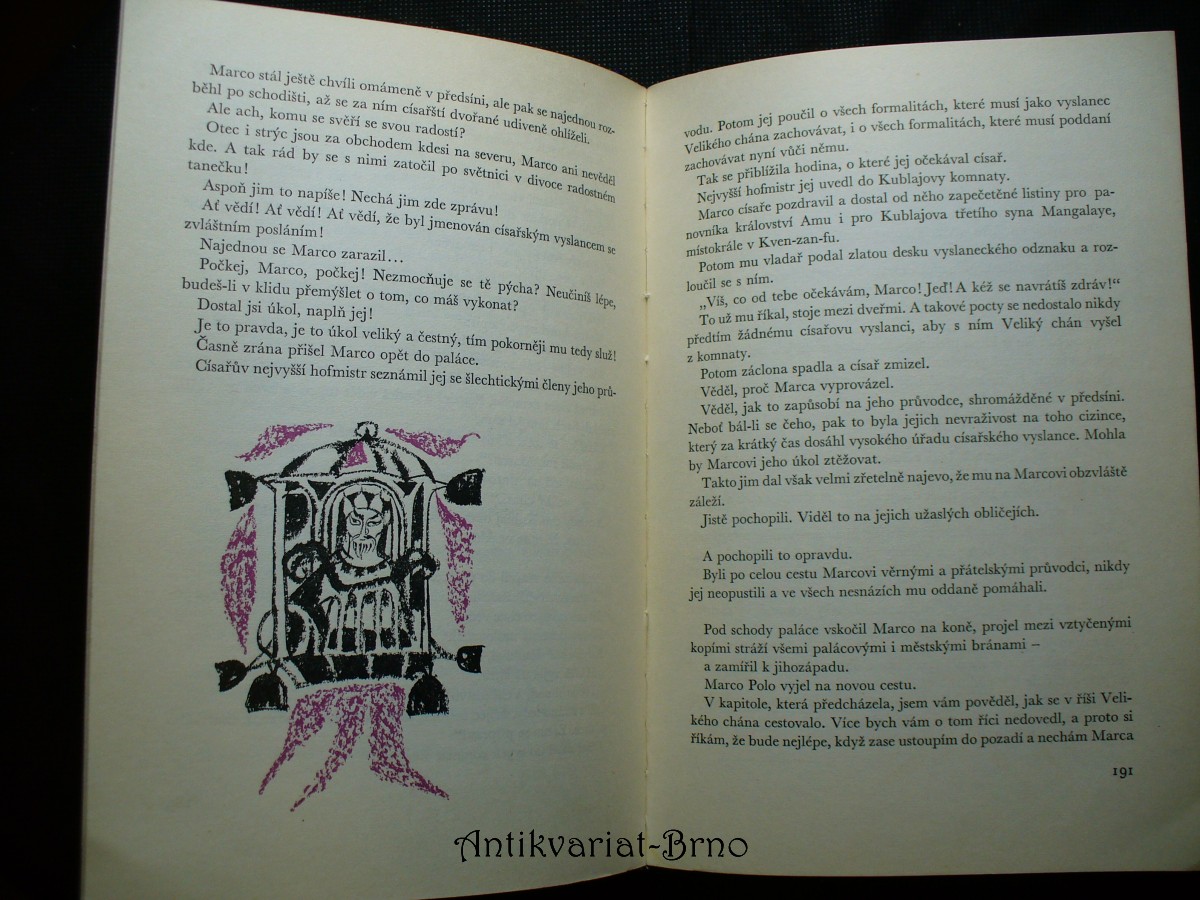 Marco stál ještě chvíli omámeně v předsíni, ale pak se najednou roz-
běhl po schodišti, až se za ním císařští dvořané udiveně ohlíželi.
Ale ach, komu se svěří se svou radostí?
Otec i strýc jsou za obchodem kdesi na severu, Marco ani nevěděl
kde. A tak rád by se s nimi zatočil po světnici v divoce radostném
tanečku!
Aspoň jim to napíše! Nechá jim zde zprávu!
Ať vědí! Ať vědí! Ať vědí, že byl jmenován císařským vyslancem se
zvláštním posláním!
Najednou se Marco zarazil...
Počkej, Marco, počkej! Nezmocňuje se tě pýcha? Neučiníš lépe,
budeš-li v klidu přemýšlet o tom, co máš vykonat?
Dostal jsi úkol, naplň jej!
Je to pravda, je to úkol veliký a čestný, tím pokorněji mu tedy služ!
Časně zrána přišel Marco opět do paláce.
Císařův nejvyšší hofmistr seznámil jej se šlechtickými členy jeho prů-
vodu. Potom jej poučil o všech formalitách, které musí jako vyslanec
Velikého chána zachovávat, i o všech formalitách, které musí poddaní
zachovávat nyní vůči němu.
Tak se přiblížila hodina, o které jej očekával císař.
Nejvyšší hofmistr jej uvedl do Kublajovy komnaty.
Marco císaře pozdravil a dostal od něho zapečetěné listiny pro pa-
novníka království Amu i pro Kublajova třetího syna Mangalaye,
místokrále v Kven-zan-fu.
Potom mu vladař podal zlatou desku vyslaneckého odznaku a roz-
loučil se s ním.
„Víš, co od tebe očekávám, Marco! Jeď! A kéž se navrátíš zdráv!“
To už mu říkal, stoje mezi dveřmi. A takové pocty se nedostalo nikdy
předtím žádnému císařovu vyslanci, aby s ním Veliký chán vyšel
z komnaty.
Potom záclona spadla a císař zmizel.
Věděl, proč Marca vyprovázel.
Věděl, jak to zapůsobí na jeho průvodce, shromážděné v předsíni.
Neboť bál-li se čeho, pak to byla jejich nevraživost na toho cizince,
který za krátký čas dosáhl vysokého úřadu císařského vyslance. Mohla
by Marcovi jeho úkol ztěžovat.
Takto jim dal však velmi zřetelně najevo, že mu na Marcovi obzvláště
záleží.
Jistě pochopili. Viděl to na jejich užaslých obličejích.
A pochopili to opravdu.
Byli po celou cestu Marcovi věrnými a přátelskými průvodci, nikdy
jej neopustili a ve všech nesnázích mu oddaně pomáhali.
Pod schody paláce vskočil Marco na koně, projel mezi vztyčenými
kopími stráží všemi palácovými i městskými bránami –
a zamířil k jihozápadu.
Marco Polo vyjel na novou cestu.
V kapitole, která předcházela, jsem vám pověděl, jak se v říši Veli-
kého chána cestovalo. Více bych vám o tom říci nedovedl, a proto si
říkám, že bude nejlépe, když zase ustoupím do pozadí a nechám Marca
191
Antikvariat-Brno